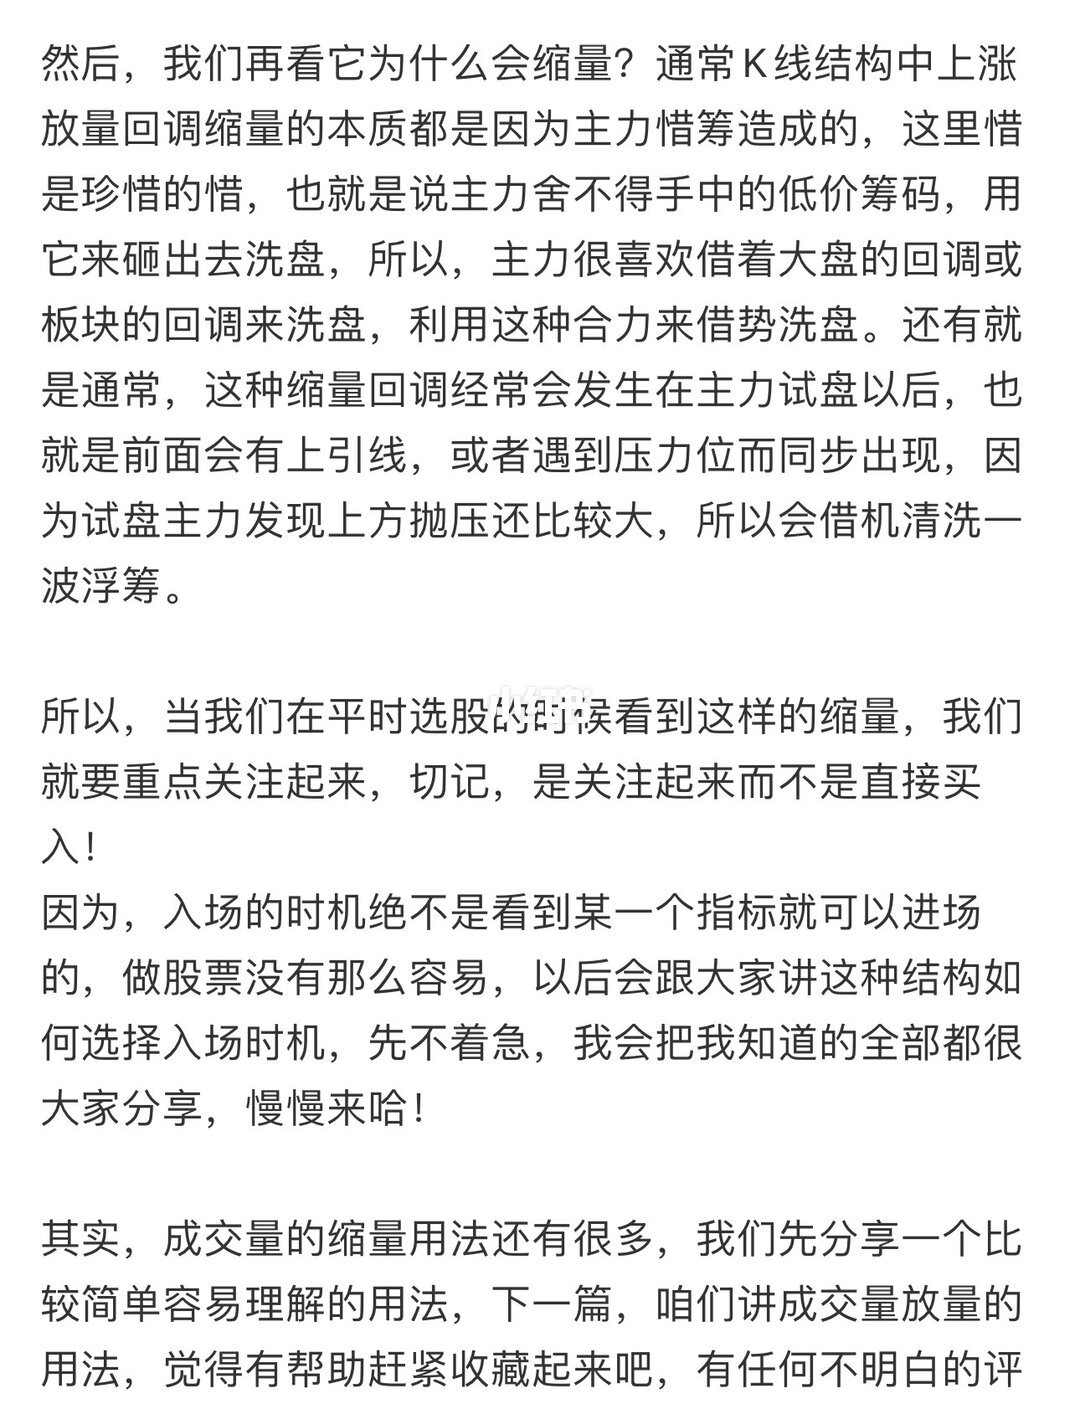 然后，我们再看它为什么会缩量？通常K线结构中上涨
放量回调缩量的本质都是因为主力惜筹造成的，这里惜
是珍惜的惜，也就是说主力舍不得手中的低价筹码，用
它来砸出去洗盘，所以，主力很喜欢借着大盘的回调或
板块的回调来洗盘，利用这种合力来借势洗盘。还有就
是通常，这种缩量回调经常会发生在主力试盘以后，也
就是前面会有上引线，或者遇到压力位而同步出现，因
为试盘主力发现上方抛压还比较大，所以会借机清洗一
波浮筹。
小红书
所以，当我们在平时选股的时候看到这样的缩量，我们
就要重点关注起来，切记，是关注起来而不是直接买
入！
因为，入场的时机绝不是看到某一个指标就可以进场
的，做股票没有那么容易，以后会跟大家讲这种结构如
何选择入场时机，先不着急，我会把我知道的全部都很
大家分享，慢慢来哈！
其实，成交量的缩量用法还有很多，我们先分享一个比
较简单容易理解的用法，下一篇，咱们讲成交量放量的
用法，觉得有帮助赶紧收藏起来吧，有任何不明白的评